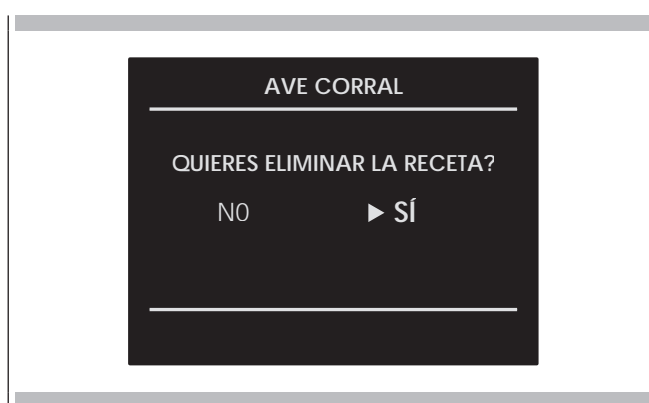 AVE CORRAL
QUIERES ELIMINAR LA RECETA?
N0 ▶ SÍ